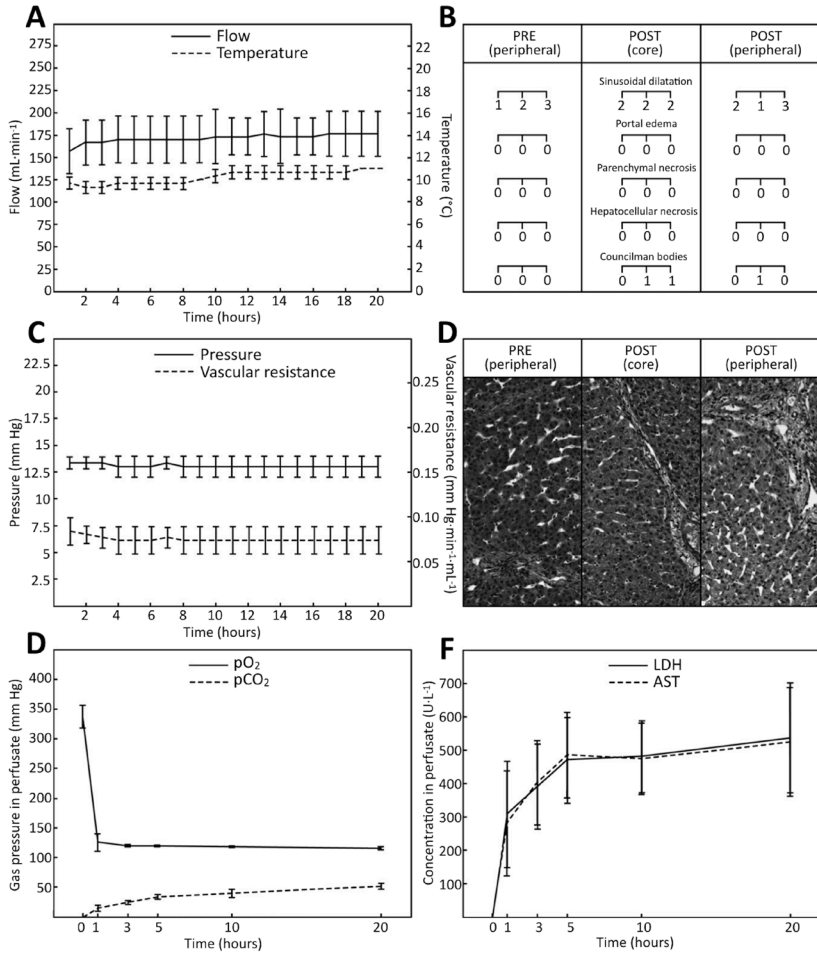 A
Flow
Temperature
275
250
225
200
175
150
125
100
75
50
25
0
Flow (mL·min⁻¹)
22
20
18
16
14
12
10
8
6
4
2
0
Temperature (°C)
2 4 6 8 10 12 14 16 18 20
Time (hours)
B
PRE (peripheral)
POST (core)
POST (peripheral)
Sinusoidal dilatation
1 2 3 2 2 2 2 1 3
Portal edema
0 0 0 0 0 0 0 0 0
Parenchymal necrosis
0 0 0 0 0 0 0 0 0
Hepatocellular necrosis
0 0 0 0 0 0 0 0 0
Councilman bodies
0 0 0 0 1 1 0 1 0
C
Pressure
Vascular resistance
22.5
20
17.5
15
12.5
10
7.5
5
2.5
Pressure (mm Hg)
0.25
0.20
0.15
0.10
0.05
Vascular resistance (mm Hg·min⁻¹·mL⁻¹)
2 4 6 8 10 12 14 16 18 20
Time (hours)
D
PRE (peripheral)
POST (core)
POST (peripheral)
D
pO₂
pCO₂
400
350
300
250
200
150
100
50
Gas pressure in perfusate (mm Hg)
0 1 3 5 10 20
Time (hours)
F
LDH
AST
700
600
500
400
300
200
100
Concentration in perfusate (U·L⁻¹)
0 1 3 5 10 20
Time (hours)